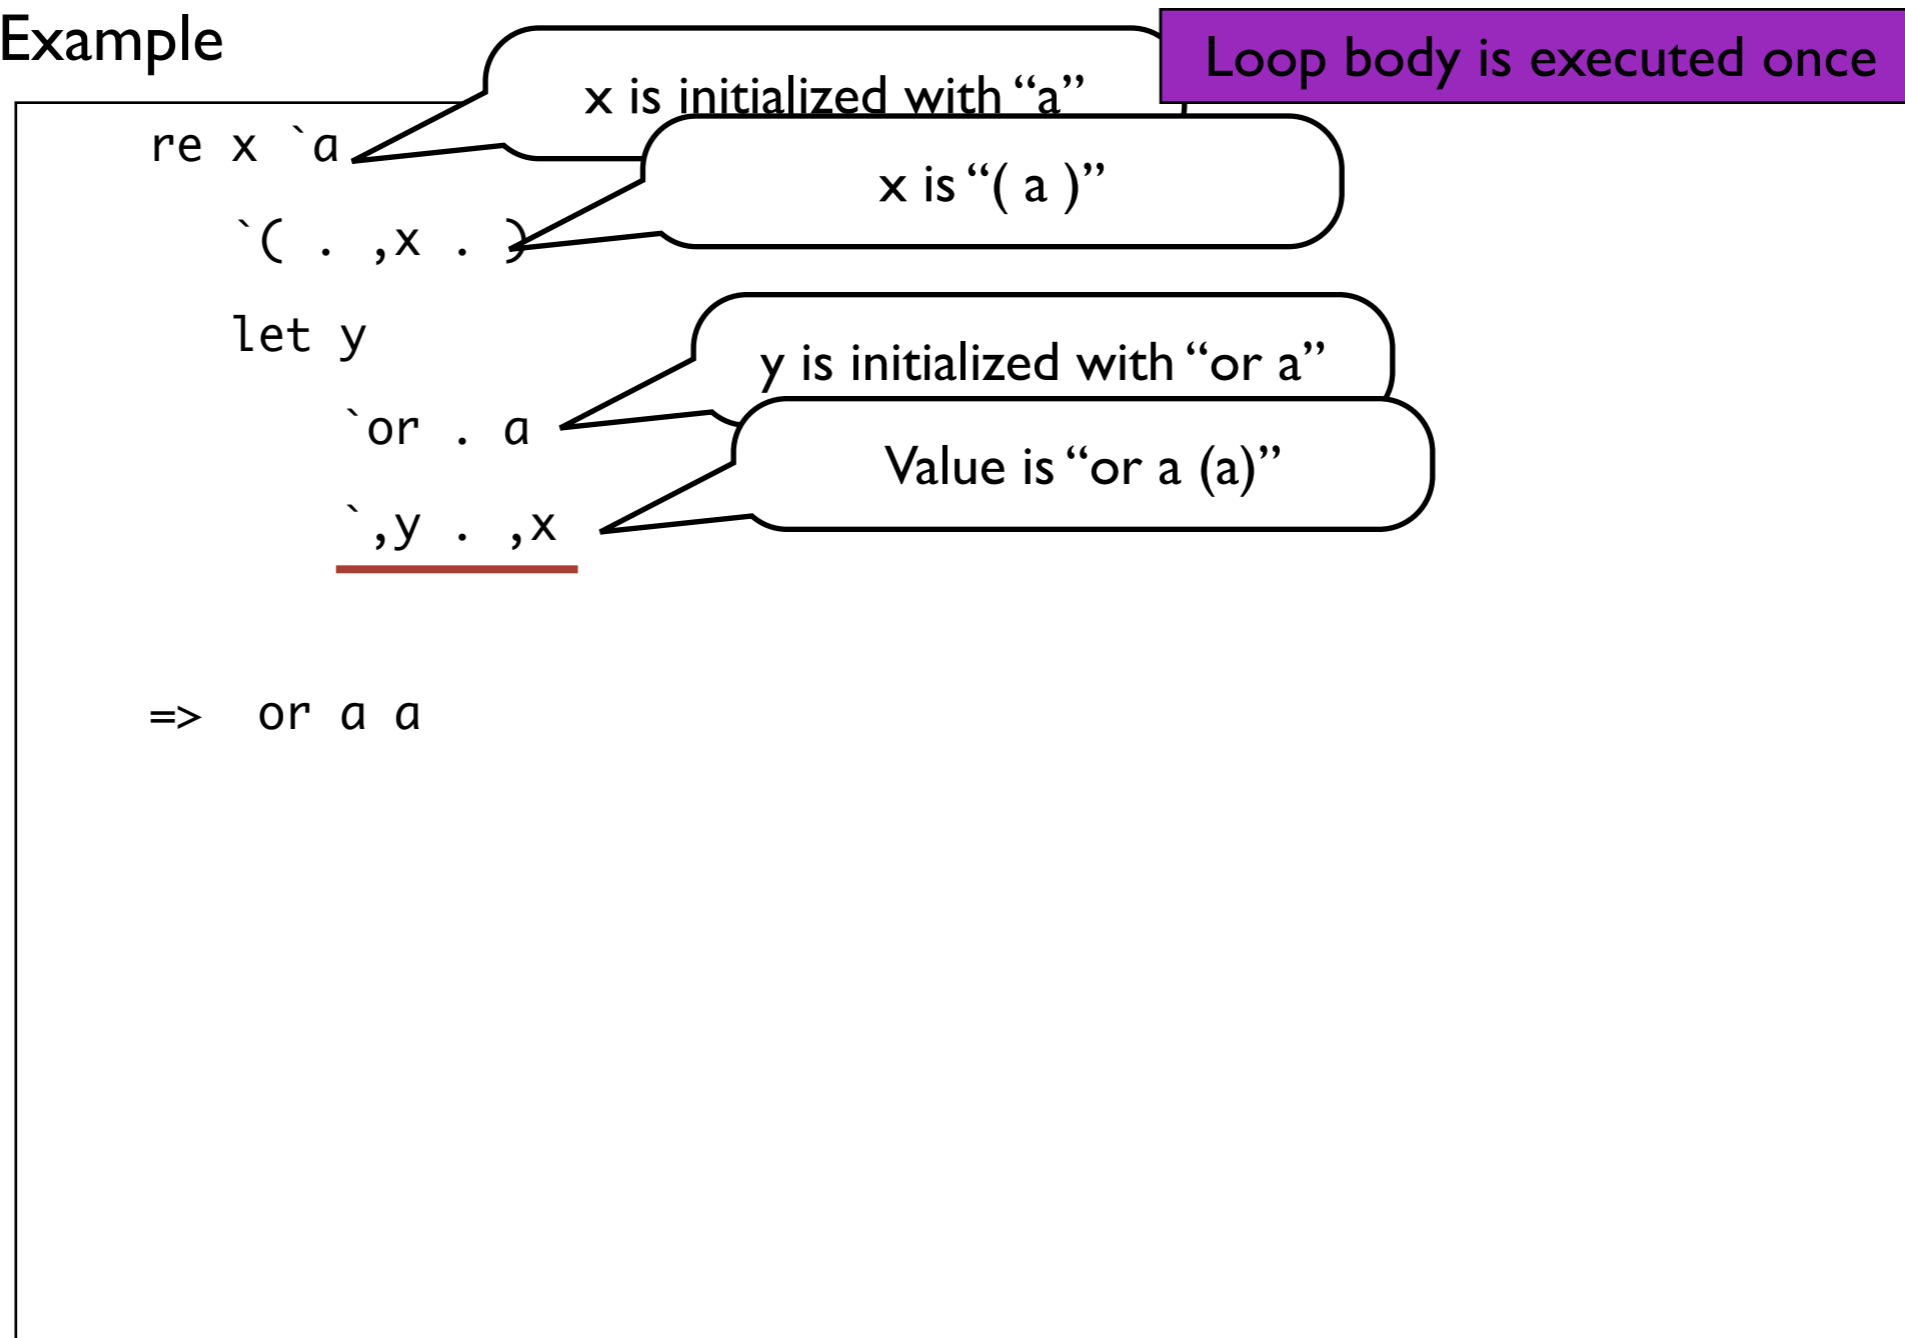 Example
Loop body is executed once
x is initialized with “a”
re x `a
x is “( a )”
`( . ,x . )
let y
y is initialized with “or a”
`or . a
Value is “or a (a)”
`,y . ,x
=> or a a